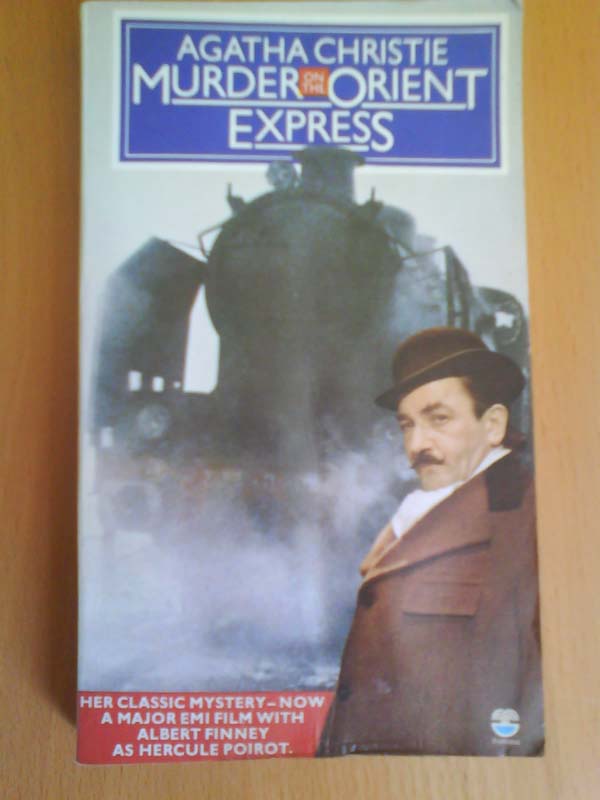 AGATHA CHRISTIE
MURDER ON THE ORIENT
EXPRESS
HER CLASSIC MYSTERY-NOW
A MAJOR EMI FILM WITH
ALBERT FINNEY
AS HERCULE POIROT.